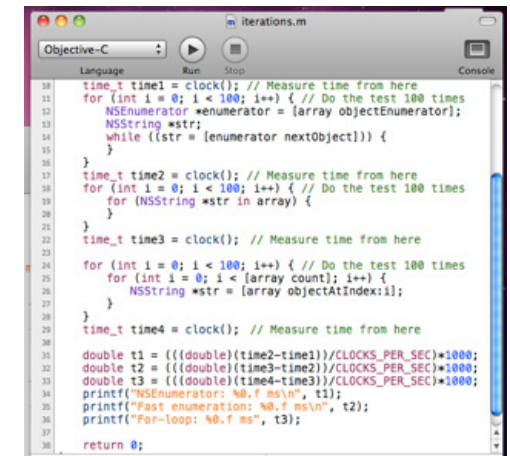 iterations.m
Objective-C
Language Run Stop Console
10 time_t time1 = clock(); // Measure time from here
11 for (int i = 0; i < 100; i++) { // Do the test 100 times
12 NSEnumerator *enumerator = [array objectEnumerator];
13 NSString *str;
14 while ((str = [enumerator nextObject])) {
15 }
16 }
17 time_t time2 = clock(); // Measure time from here
18 for (int i = 0; i < 100; i++) { // Do the test 100 times
19 for (NSString *str in array) {
20 }
21 }
22 time_t time3 = clock(); // Measure time from here
23
24 for (int i = 0; i < 100; i++) { // Do the test 100 times
25 for (int i = 0; i < [array count]; i++) {
26 NSString *str = [array objectAtIndex:i];
27 }
28 }
29 time_t time4 = clock(); // Measure time from here
30
31 double t1 = (((double)(time2-time1))/CLOCKS_PER_SEC)*1000;
32 double t2 = (((double)(time3-time2))/CLOCKS_PER_SEC)*1000;
33 double t3 = (((double)(time4-time3))/CLOCKS_PER_SEC)*1000;
34 printf("NSEnumerator: %0.f ms\n", t1);
35 printf("Fast enumeration: %0.f ms\n", t2);
36 printf("For-loop: %0.f ms", t3);
37
38 return 0;